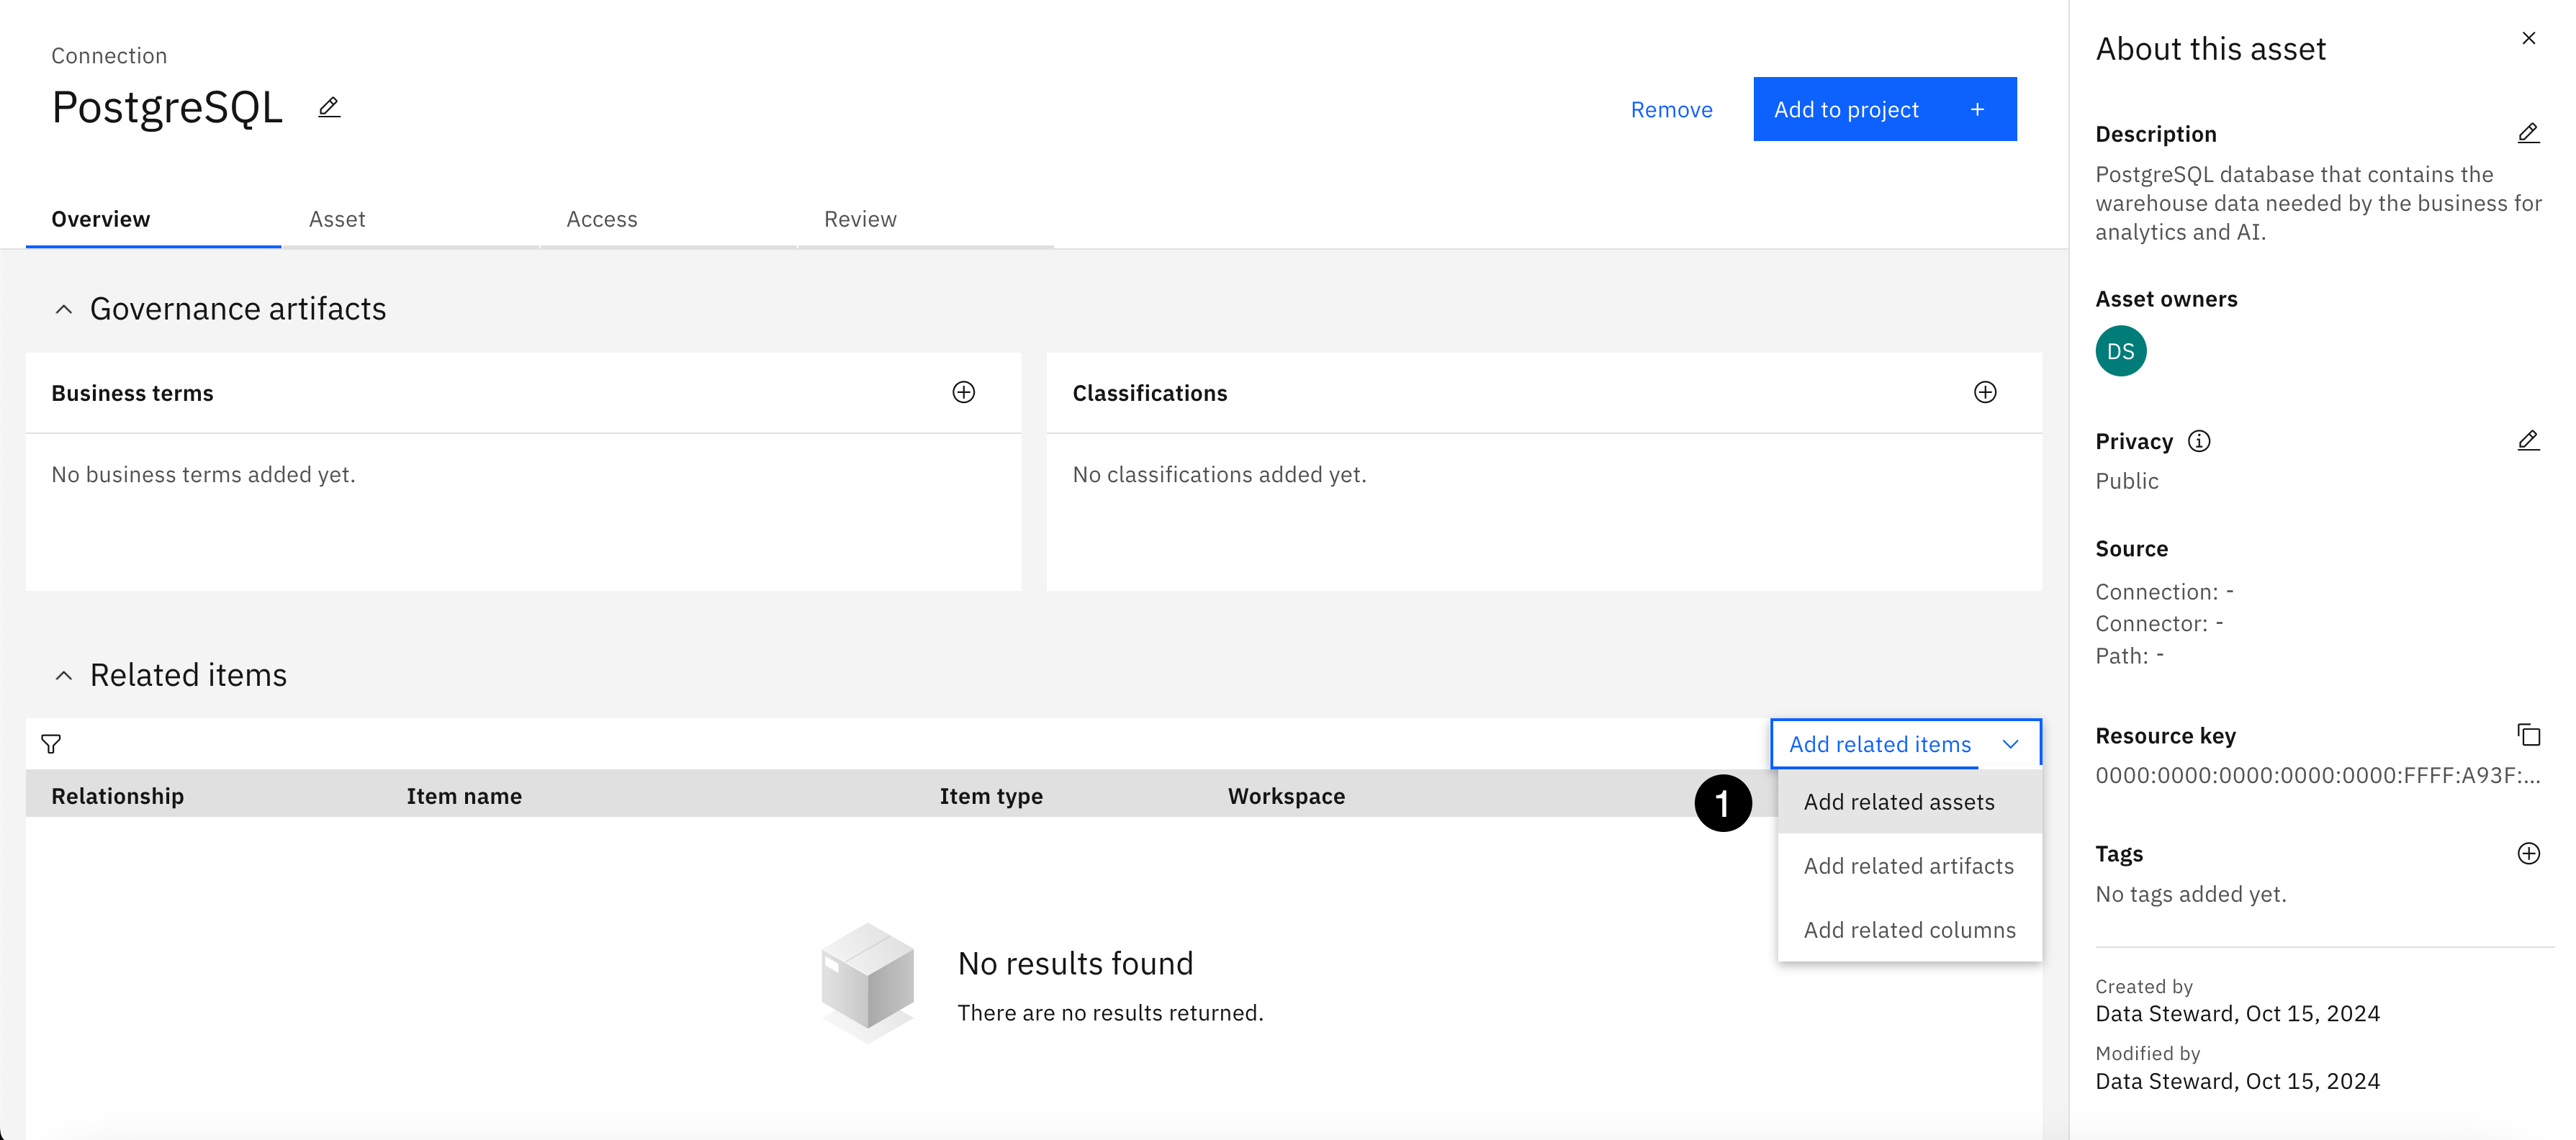 Connection
PostgreSQL
Remove
Add to project
Overview
Asset
Access
Review
Governance artifacts
Business terms
No business terms added yet.
Classifications
No classifications added yet.
Related items
Add related items
Relationship
Item name
Item type
Workspace
1
Add related assets
Add related artifacts
Add related columns
No results found
There are no results returned.
About this asset
Description
PostgreSQL database that contains the
warehouse data needed by the business for
analytics and AI.
Asset owners
DS
Privacy
Public
Source
Connection: -
Connector: -
Path: -
Resource key
0000:0000:0000:0000:0000:FFFF:A93F:...
Tags
No tags added yet.
Created by
Data Steward, Oct 15, 2024
Modified by
Data Steward, Oct 15, 2024